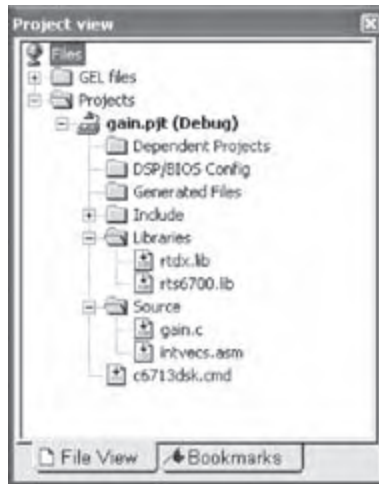 Project view
Files
GEL files
Projects
gain.pjt (Debug)
Dependent Projects
DSP/BIOS Config
Generated Files
Include
Libraries
rtdx.lib
rts6700.lib
Source
gain.c
intvecs.asm
c6713dsk.cmd
File View
Bookmarks